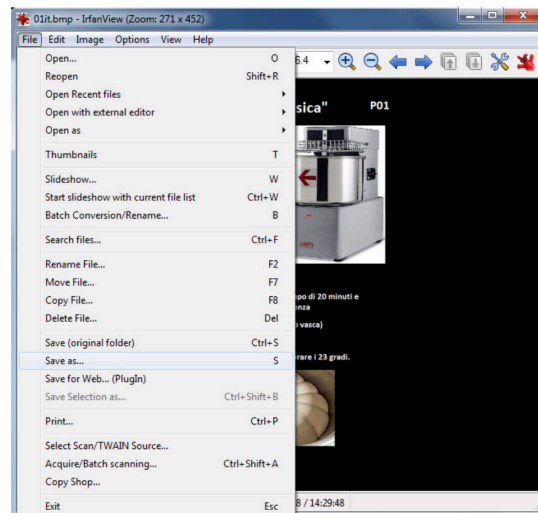 01it.bmp - IrfanView (Zoom: 271 x 452)
File Edit Image Options View Help
6.4
Open... O
Reopen Shift+R
Open Recent files
Open with external editor
Open as
Thumbnails T
Slideshow... W
Start slideshow with current file list Ctrl+W
Batch Conversion/Rename... B
Search files... Ctrl+F
Rename File... F2
Move File... F7
Copy File... F8
Delete File... Del
Save (original folder) Ctrl+S
Save as... S
Save for Web... (PlugIn)
Save Selection as... Ctrl+Shift+B
Print... Ctrl+P
Select Scan/TWAIN Source...
Acquire/Batch scanning... Ctrl+Shift+A
Copy Shop...
Exit Esc
sica" P01
di 20 minuti e
vasca)
i 23 gradi.
8 / 14:29:48